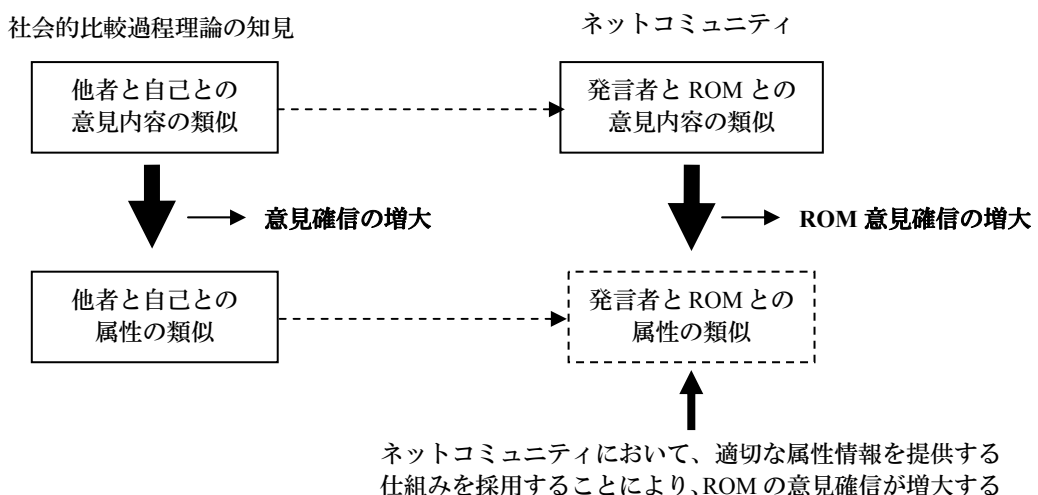 社会的比較過程理論の知見
ネットコミュニティ
他者と自己との
意見内容の類似
発言者と ROM との
意見内容の類似
意見確信の増大
ROM 意見確信の増大
他者と自己との
属性の類似
発言者と ROM との
属性の類似
ネットコミュニティにおいて、適切な属性情報を提供する
仕組みを採用することにより、ROM の意見確信が増大する